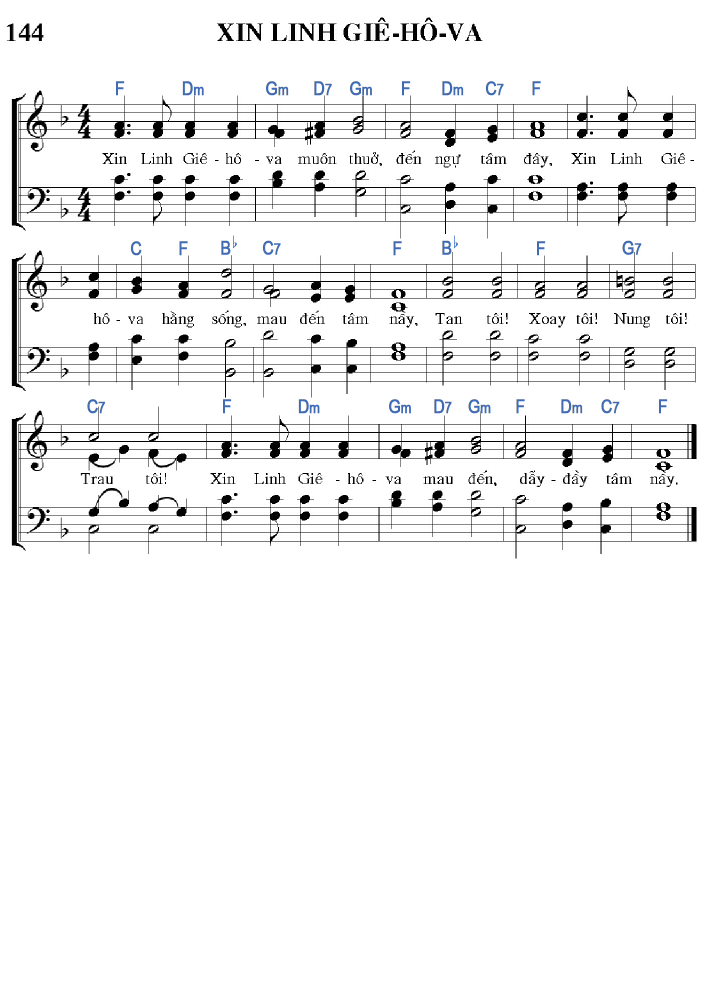 144 XIN LINH GIÊ-HÔ-VA
F Dm Gm D7 Gm F Dm C7 F
4 4
Xin Linh Giê - hô - va muôn thuở, đến ngự tâm đây, Xin Linh Giê -
4 4
C F B♭ C7 F B♭ F G7
hô - va hằng sống, mau đến tâm nầy, Tan tôi! Xoay tôi! Nung tôi!
C7 F Dm Gm D7 Gm F Dm C7 F
Trau tôi! Xin Linh Giê - hô - va mau đến, dẫy - đầy tâm nầy.